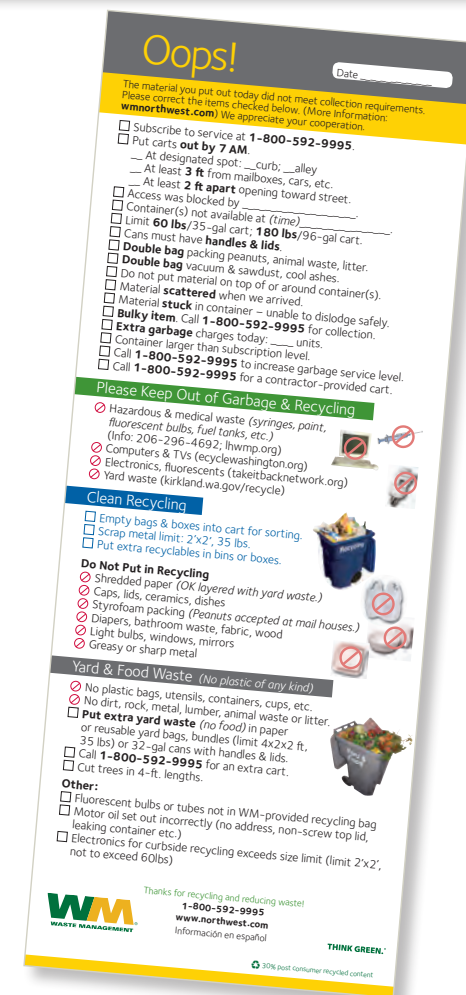 Oops!
Date____________
The material you put out today did not meet collection requirements.
Please correct the items checked below. (More Information:
wmnorthwest.com) We appreciate your cooperation.
Subscribe to service at 1-800-592-9995.
Put carts out by 7 AM.
__ At designated spot: __curb; __alley
__ At least 3 ft from mailboxes, cars, etc.
__ At least 2 ft apart opening toward street.
Access was blocked by ____________________.
Container(s) not available at (time)________________.
Limit 60 lbs/35-gal cart; 180 lbs/96-gal cart.
Cans must have handles & lids.
Double bag packing peanuts, animal waste, litter.
Double bag vacuum & sawdust, cool ashes.
Do not put material on top of or around container(s).
Material scattered when we arrived.
Material stuck in container – unable to dislodge safely.
Bulky item. Call 1-800-592-9995 for collection.
Extra garbage charges today: ____ units.
Container larger than subscription level.
Call 1-800-592-9995 to increase garbage service level.
Call 1-800-592-9995 for a contractor-provided cart.
Please Keep Out of Garbage & Recycling
Hazardous & medical waste (syringes, paint,
fluorescent bulbs, fuel tanks, etc.)
(Info: 206-296-4692; lhwmp.org)
Computers & TVs (ecyclewashington.org)
Electronics, fluorescents (takeitbacknetwork.org)
Yard waste (kirkland.wa.gov/recycle)
Clean Recycling
Empty bags & boxes into cart for sorting.
Scrap metal limit: 2'x2', 35 lbs.
Put extra recyclables in bins or boxes.
Recycling
Do Not Put in Recycling
Shredded paper (OK layered with yard waste.)
Caps, lids, ceramics, dishes
Styrofoam packing (Peanuts accepted at mail houses.)
Diapers, bathroom waste, fabric, wood
Light bulbs, windows, mirrors
Greasy or sharp metal
Yard & Food Waste (No plastic of any kind)
No plastic bags, utensils, containers, cups, etc.
No dirt, rock, metal, lumber, animal waste or litter.
Put extra yard waste (no food) in paper
or reusable yard bags, bundles (limit 4x2x2 ft,
35 lbs) or 32-gal cans with handles & lids.
Call 1-800-592-9995 for an extra cart.
Cut trees in 4-ft. lengths.
Other:
Fluorescent bulbs or tubes not in WM-provided recycling bag
Motor oil set out incorrectly (no address, non-screw top lid,
leaking container etc.)
Electronics for curbside recycling exceeds size limit (limit 2'x2',
not to exceed 60lbs)
Thanks for recycling and reducing waste!
1-800-592-9995
www.northwest.com
Información en español
WM
WASTE MANAGEMENT
THINK GREEN.
30% post consumer recycled content